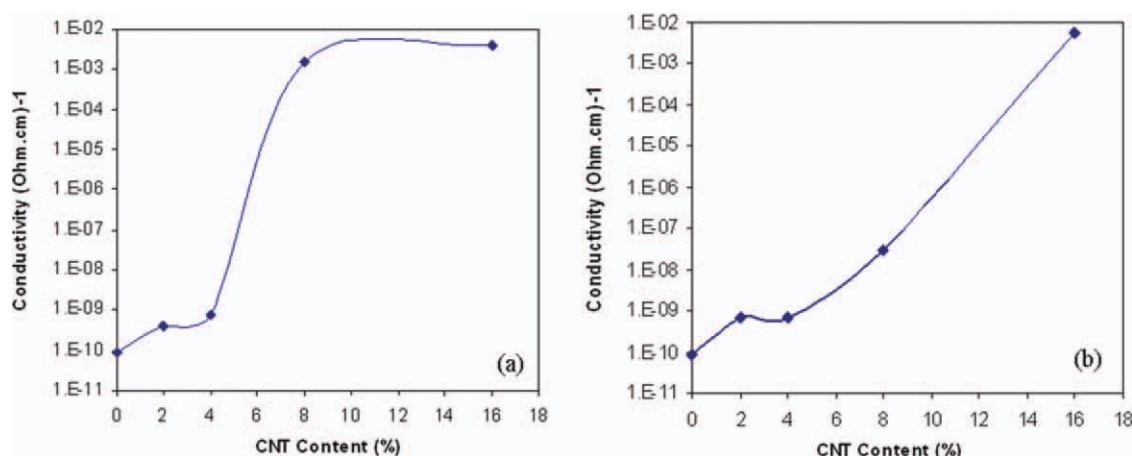 Conductivity (Ohm.cm)-1
1.E-02
1.E-03
1.E-04
1.E-05
1.E-06
1.E-07
1.E-08
1.E-09
1.E-10
1.E-11
0 2 4 6 8 10 12 14 16 18
CNT Content (%)
(a)
Conductivity (Ohm.cm)-1
1.E-02
1.E-03
1.E-04
1.E-05
1.E-06
1.E-07
1.E-08
1.E-09
1.E-10
1.E-11
0 2 4 6 8 10 12 14 16 18
CNT Content (%)
(b)